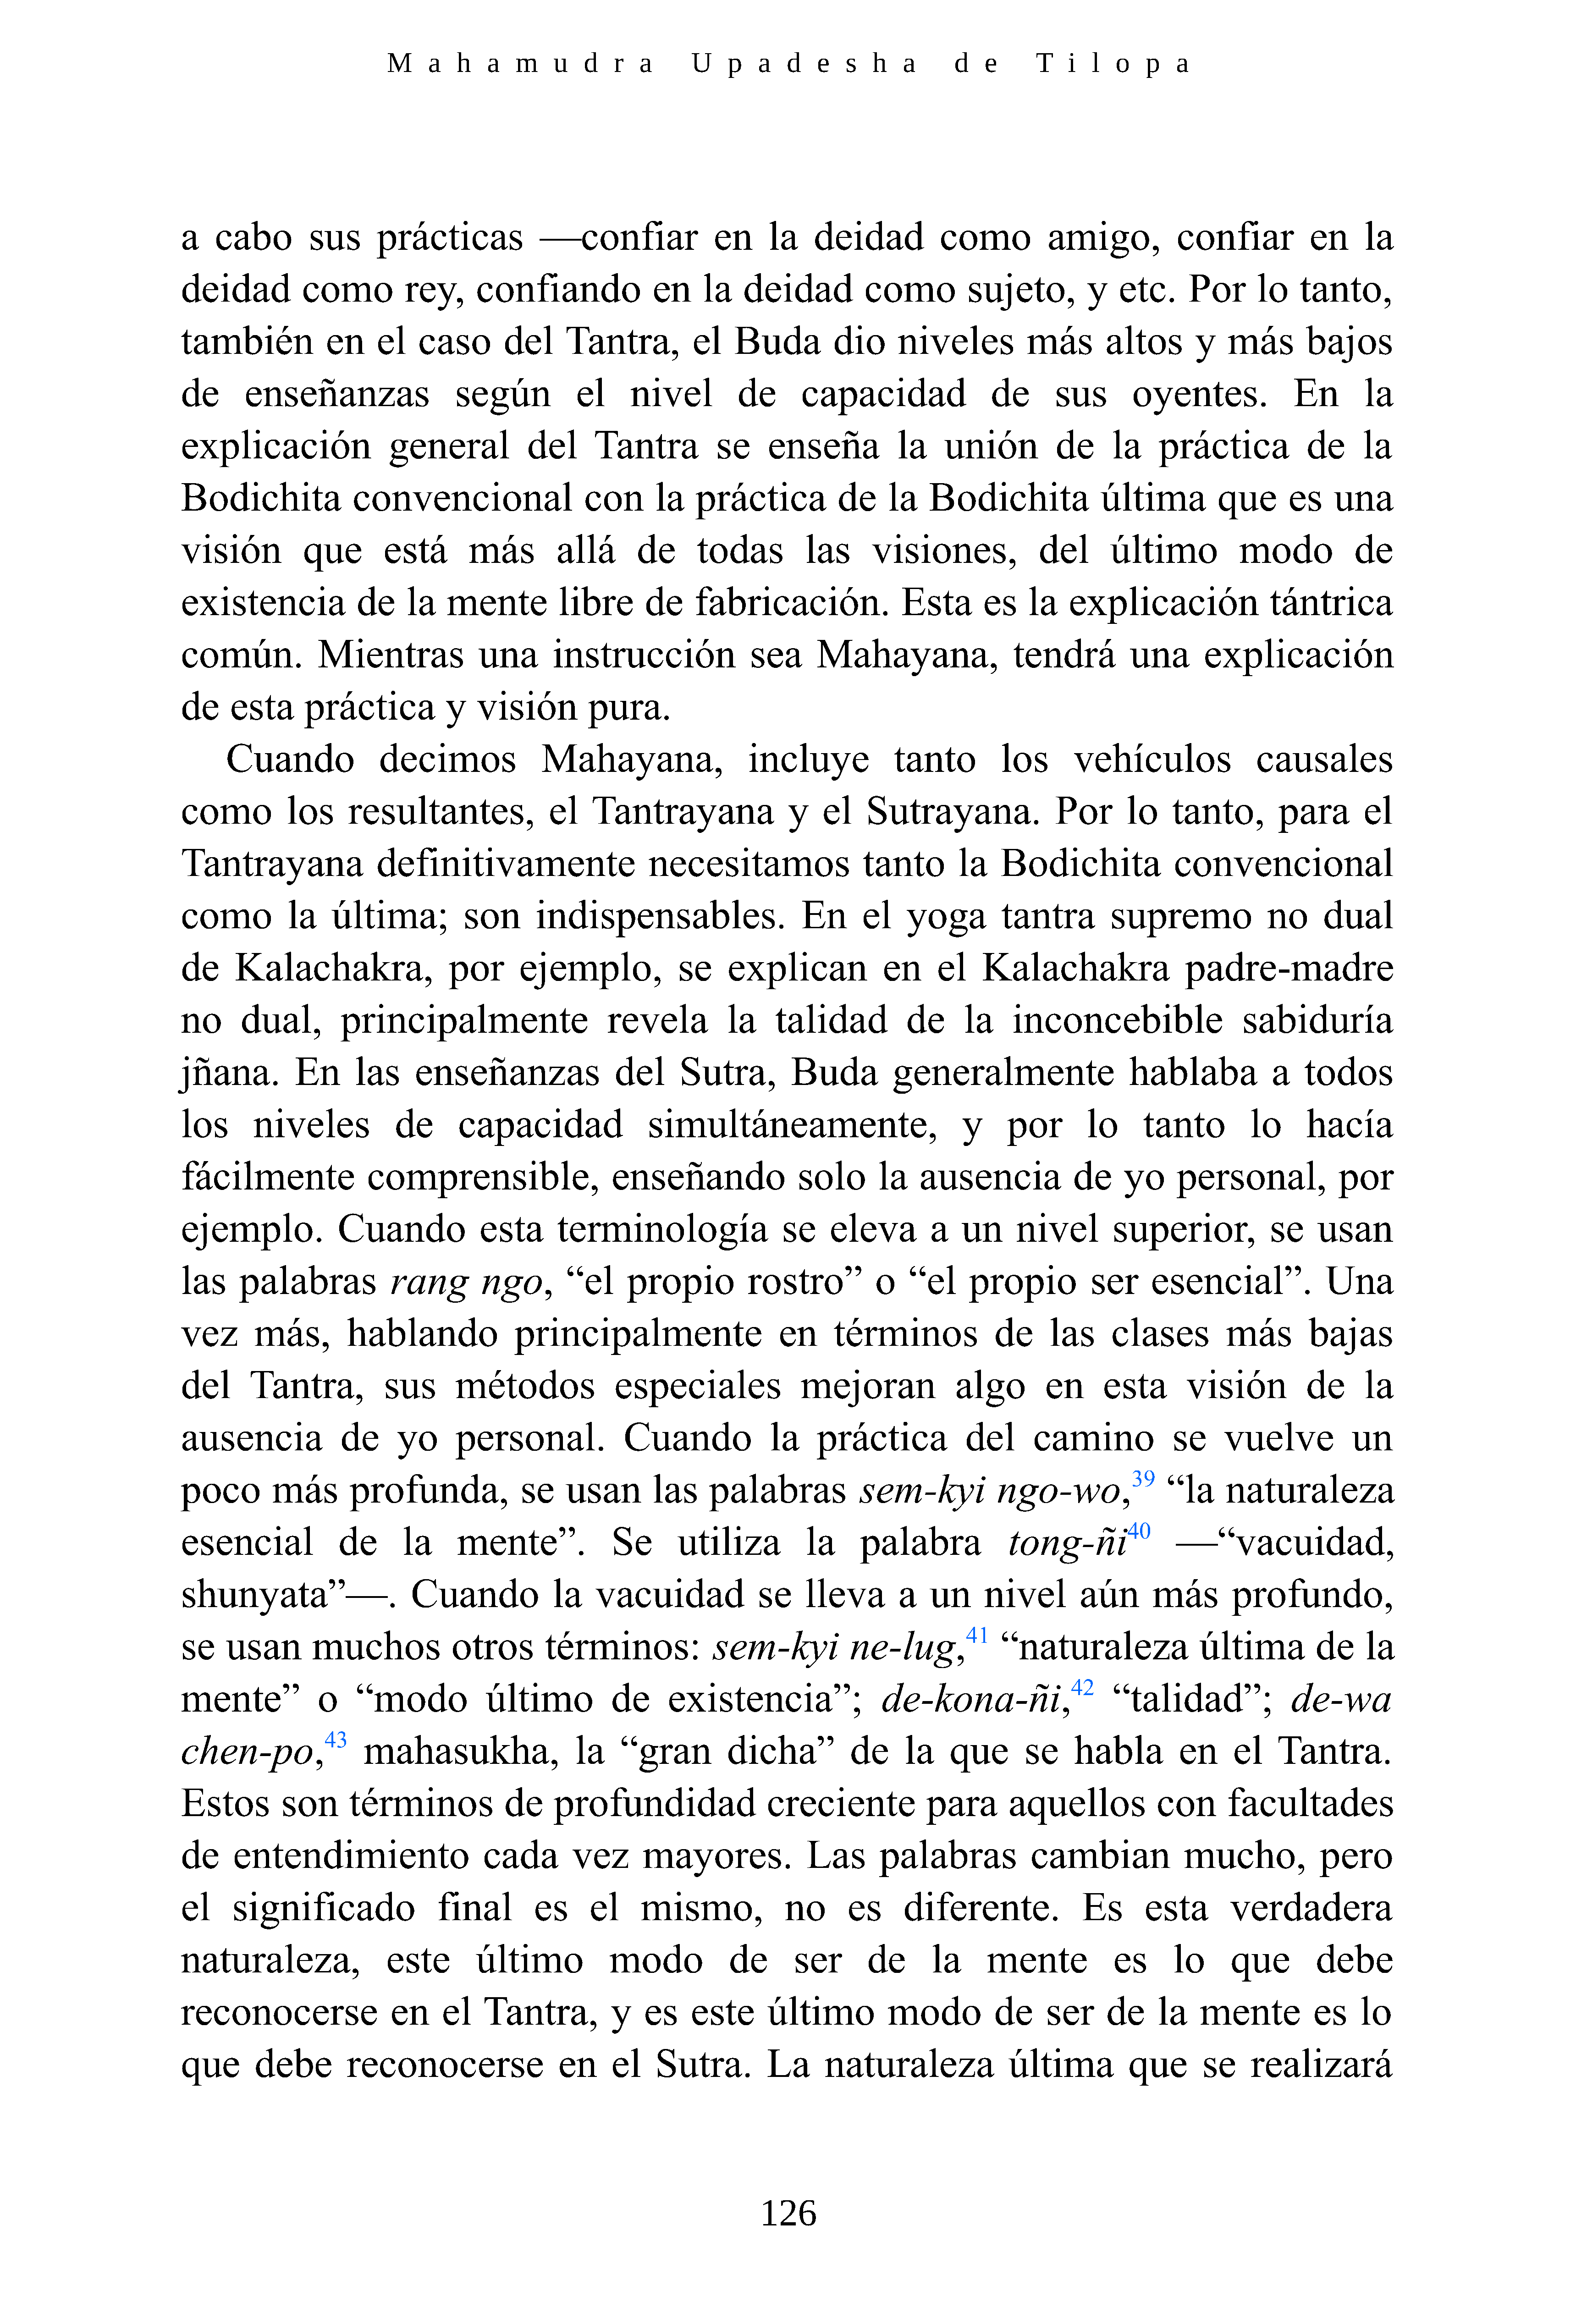 Mahamudra Upadesha de Tilopa
a cabo sus prácticas —confiar en la deidad como amigo, confiar en la
deidad como rey, confiando en la deidad como sujeto, y etc. Por lo tanto,
también en el caso del Tantra, el Buda dio niveles más altos y más bajos
de enseñanzas según el nivel de capacidad de sus oyentes. En la
explicación general del Tantra se enseña la unión de la práctica de la
Bodichita convencional con la práctica de la Bodichita última que es una
visión que está más allá de todas las visiones, del último modo de
existencia de la mente libre de fabricación. Esta es la explicación tántrica
común. Mientras una instrucción sea Mahayana, tendrá una explicación
de esta práctica y visión pura.
Cuando decimos Mahayana, incluye tanto los vehículos causales
como los resultantes, el Tantrayana y el Sutrayana. Por lo tanto, para el
Tantrayana definitivamente necesitamos tanto la Bodichita convencional
como la última; son indispensables. En el yoga tantra supremo no dual
de Kalachakra, por ejemplo, se explican en el Kalachakra padre-madre
no dual, principalmente revela la talidad de la inconcebible sabiduría
jñana. En las enseñanzas del Sutra, Buda generalmente hablaba a todos
los niveles de capacidad simultáneamente, y por lo tanto lo hacía
fácilmente comprensible, enseñando solo la ausencia de yo personal, por
ejemplo. Cuando esta terminología se eleva a un nivel superior, se usan
las palabras rang ngo, “el propio rostro” o “el propio ser esencial”. Una
vez más, hablando principalmente en términos de las clases más bajas
del Tantra, sus métodos especiales mejoran algo en esta visión de la
ausencia de yo personal. Cuando la práctica del camino se vuelve un
poco más profunda, se usan las palabras sem-kyi ngo-wo,39 “la naturaleza
esencial de la mente”. Se utiliza la palabra tong-ñi40 —“vacuidad,
shunyata”—. Cuando la vacuidad se lleva a un nivel aún más profundo,
se usan muchos otros términos: sem-kyi ne-lug,41 “naturaleza última de la
mente” o “modo último de existencia”; de-kona-ñi,42 “talidad”; de-wa
chen-po,43 mahasukha, la “gran dicha” de la que se habla en el Tantra.
Estos son términos de profundidad creciente para aquellos con facultades
de entendimiento cada vez mayores. Las palabras cambian mucho, pero
el significado final es el mismo, no es diferente. Es esta verdadera
naturaleza, este último modo de ser de la mente es lo que debe
reconocerse en el Tantra, y es este último modo de ser de la mente es lo
que debe reconocerse en el Sutra. La naturaleza última que se realizará
126